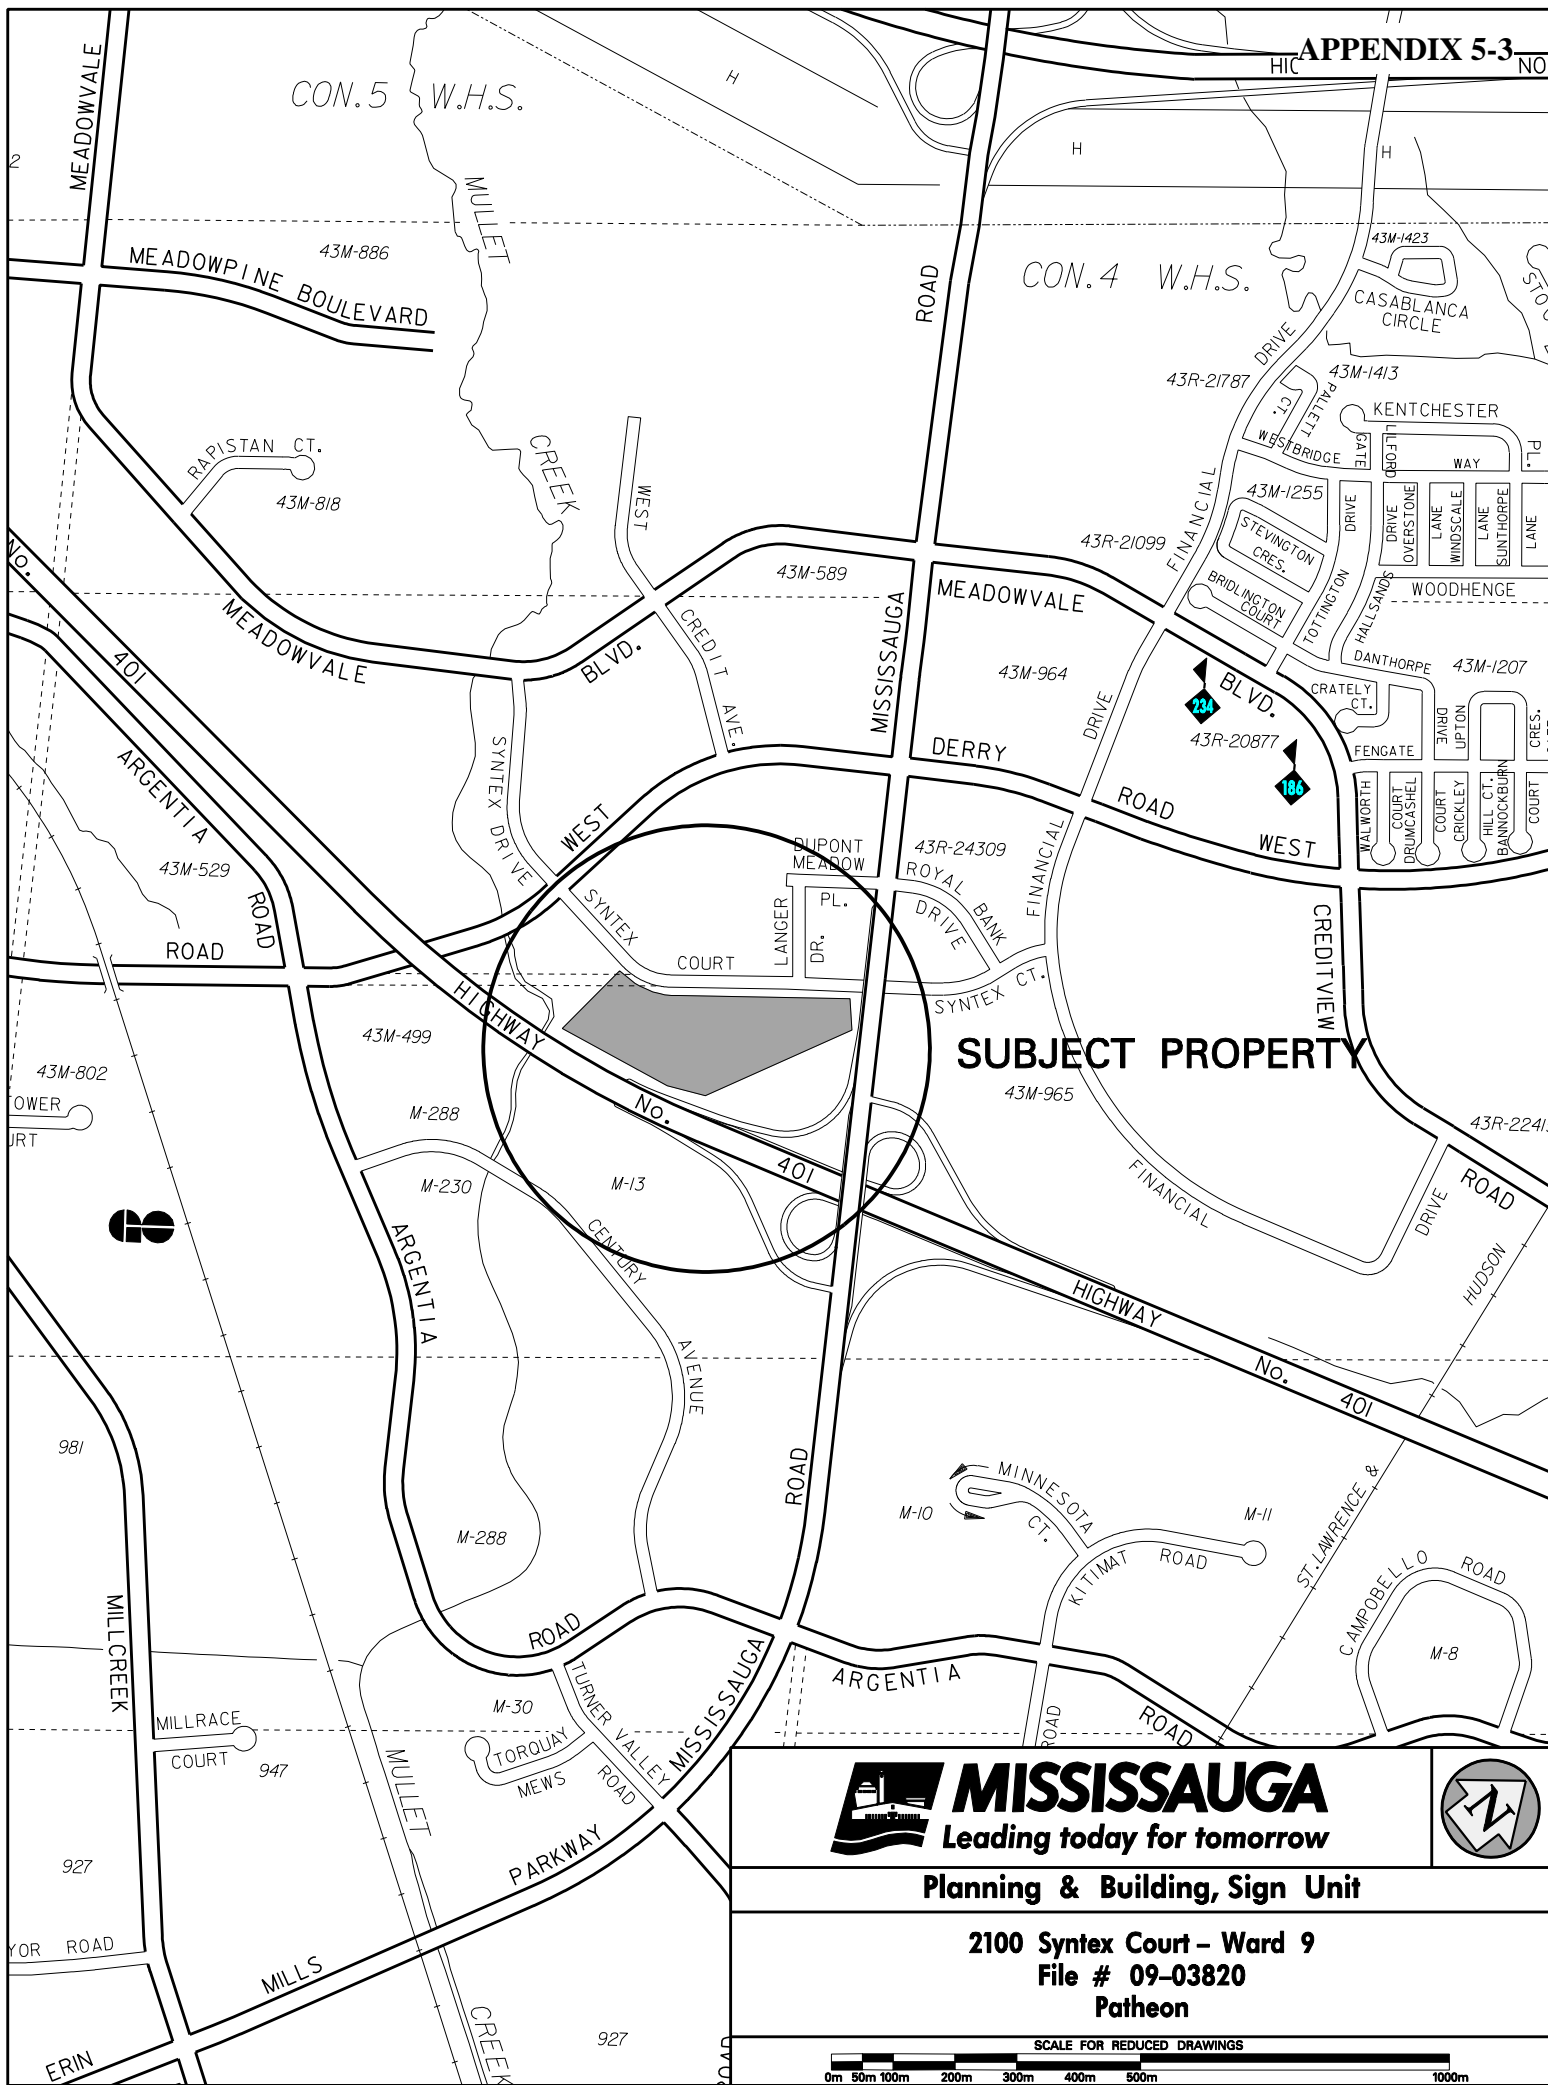 APPENDIX 5-3
NO
MEADOWVALE
CON. 5 W.H.S.
H
H
H
2
MULLET
43M-886
MEADOWPINE BOULEVARD
ROAD
CON. 4 W.H.S.
43M-1423
CASABLANCA
CIRCLE
DRIVE
43R-21787
43M-1413
CT.
PALLETT
KENTCHESTER
PL.
WESTBRIDGE
GATE
LILFORD
WAY
RAPISTAN CT.
43M-818
CREEK
WEST
FINANCIAL
43M-1255
DRIVE
DRIVE
OVERSTONE
LANE
WINDSCALE
LANE
SUNTHORPE
LANE
STEVINGTON
CRES.
43R-21099
43M-589
No.
401
MEADOWVALE
BLVD.
CREDIT
AVE.
MISSISSAUGA
MEADOWVALE
BRIDLINGTON
COURT
TOTTINGTON
HALLSANDS
WOODHENGE
DANTHORPE
43M-1207
43M-964
234
BLVD.
CRATELY
CT.
43R-20877
186
DRIVE
UPTON
CRES.
FENGATE
ARGENTIA
SYNTEX DRIVE
WEST
DERRY
DRIVE
ROAD
WEST
WALWORTH
COURT
DRUMCASHEL
COURT
CRICKLEY
HILL CT.
BANNOCKBURN
COURT
43M-529
ROAD
ROAD
DUPONT
MEADOW
PL.
43R-24309
ROYAL
BANK
DRIVE
FINANCIAL
SYNTEX
COURT
LANGER
DR.
SYNTEX CT.
CREDITVIEW
HIGHWAY
43M-499
SUBJECT PROPERTY
43M-802
43M-965
M-288
No.
401
43R-2241
M-230
M-13
FINANCIAL
DRIVE
ROAD
GO
ARGENTIA
CENTURY
HUDSON
HIGHWAY
AVENUE
No.
401
981
ROAD
M-10
MINNESOTA
CT.
M-11
KITIMAT ROAD
ST. LAWRENCE &
CAMPOBELLO ROAD
M-288
MILLCREEK
ROAD
M-8
ARGENTIA
ROAD
M-30
TURNER VALLEY
ROAD
TORQUAY
MEWS
MISSISSAUGA
ROAD
MILLRACE
COURT
947
MULLET
927
PARKWAY
ROAD
MILLS
CREEK
927
ERIN
MISSISSAUGA
Leading today for tomorrow
N
Planning & Building, Sign Unit
2100 Syntex Court – Ward 9
File # 09–03820
Patheon
SCALE FOR REDUCED DRAWINGS
0m 50m 100m 200m 300m 400m 500m 1000m